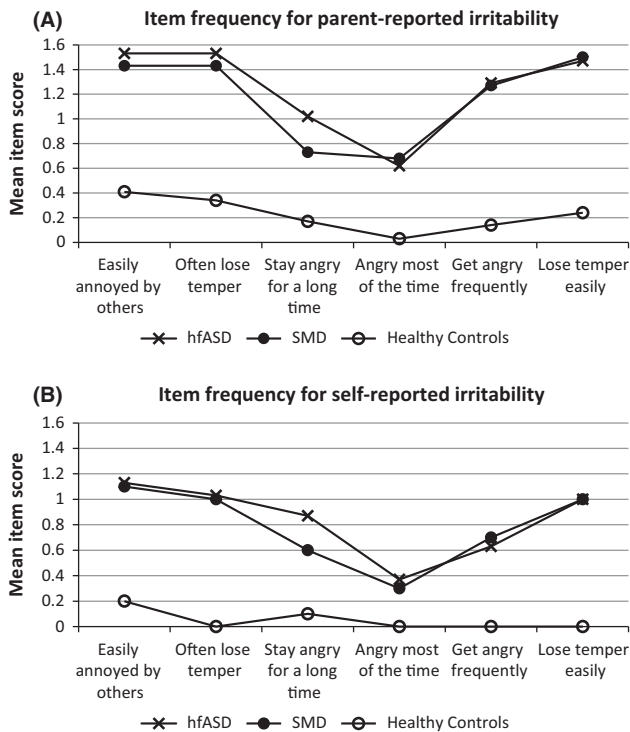 (A) Item frequency for parent-reported irritability
1.6
1.4
1.2
1
0.8
0.6
0.4
0.2
0
Mean item score
Easily annoyed by others
Often lose temper
Stay angry for a long time
Angry most of the time
Get angry frequently
Lose temper easily
hfASD SMD Healthy Controls
(B) Item frequency for self-reported irritability
1.6
1.4
1.2
1
0.8
0.6
0.4
0.2
0
Mean item score
Easily annoyed by others
Often lose temper
Stay angry for a long time
Angry most of the time
Get angry frequently
Lose temper easily
hfASD SMD Healthy Controls